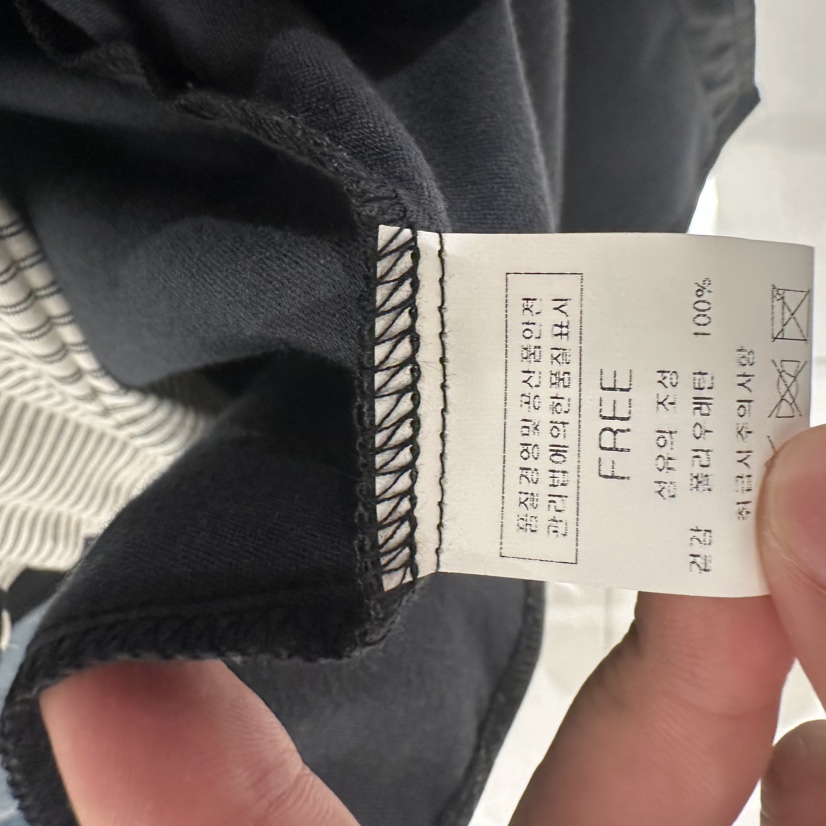 품질경영및공산품안전
관리법에의한품질표시
FREE
섬유의 조성
겉감 폴리우레탄 100%
취급시주의사항